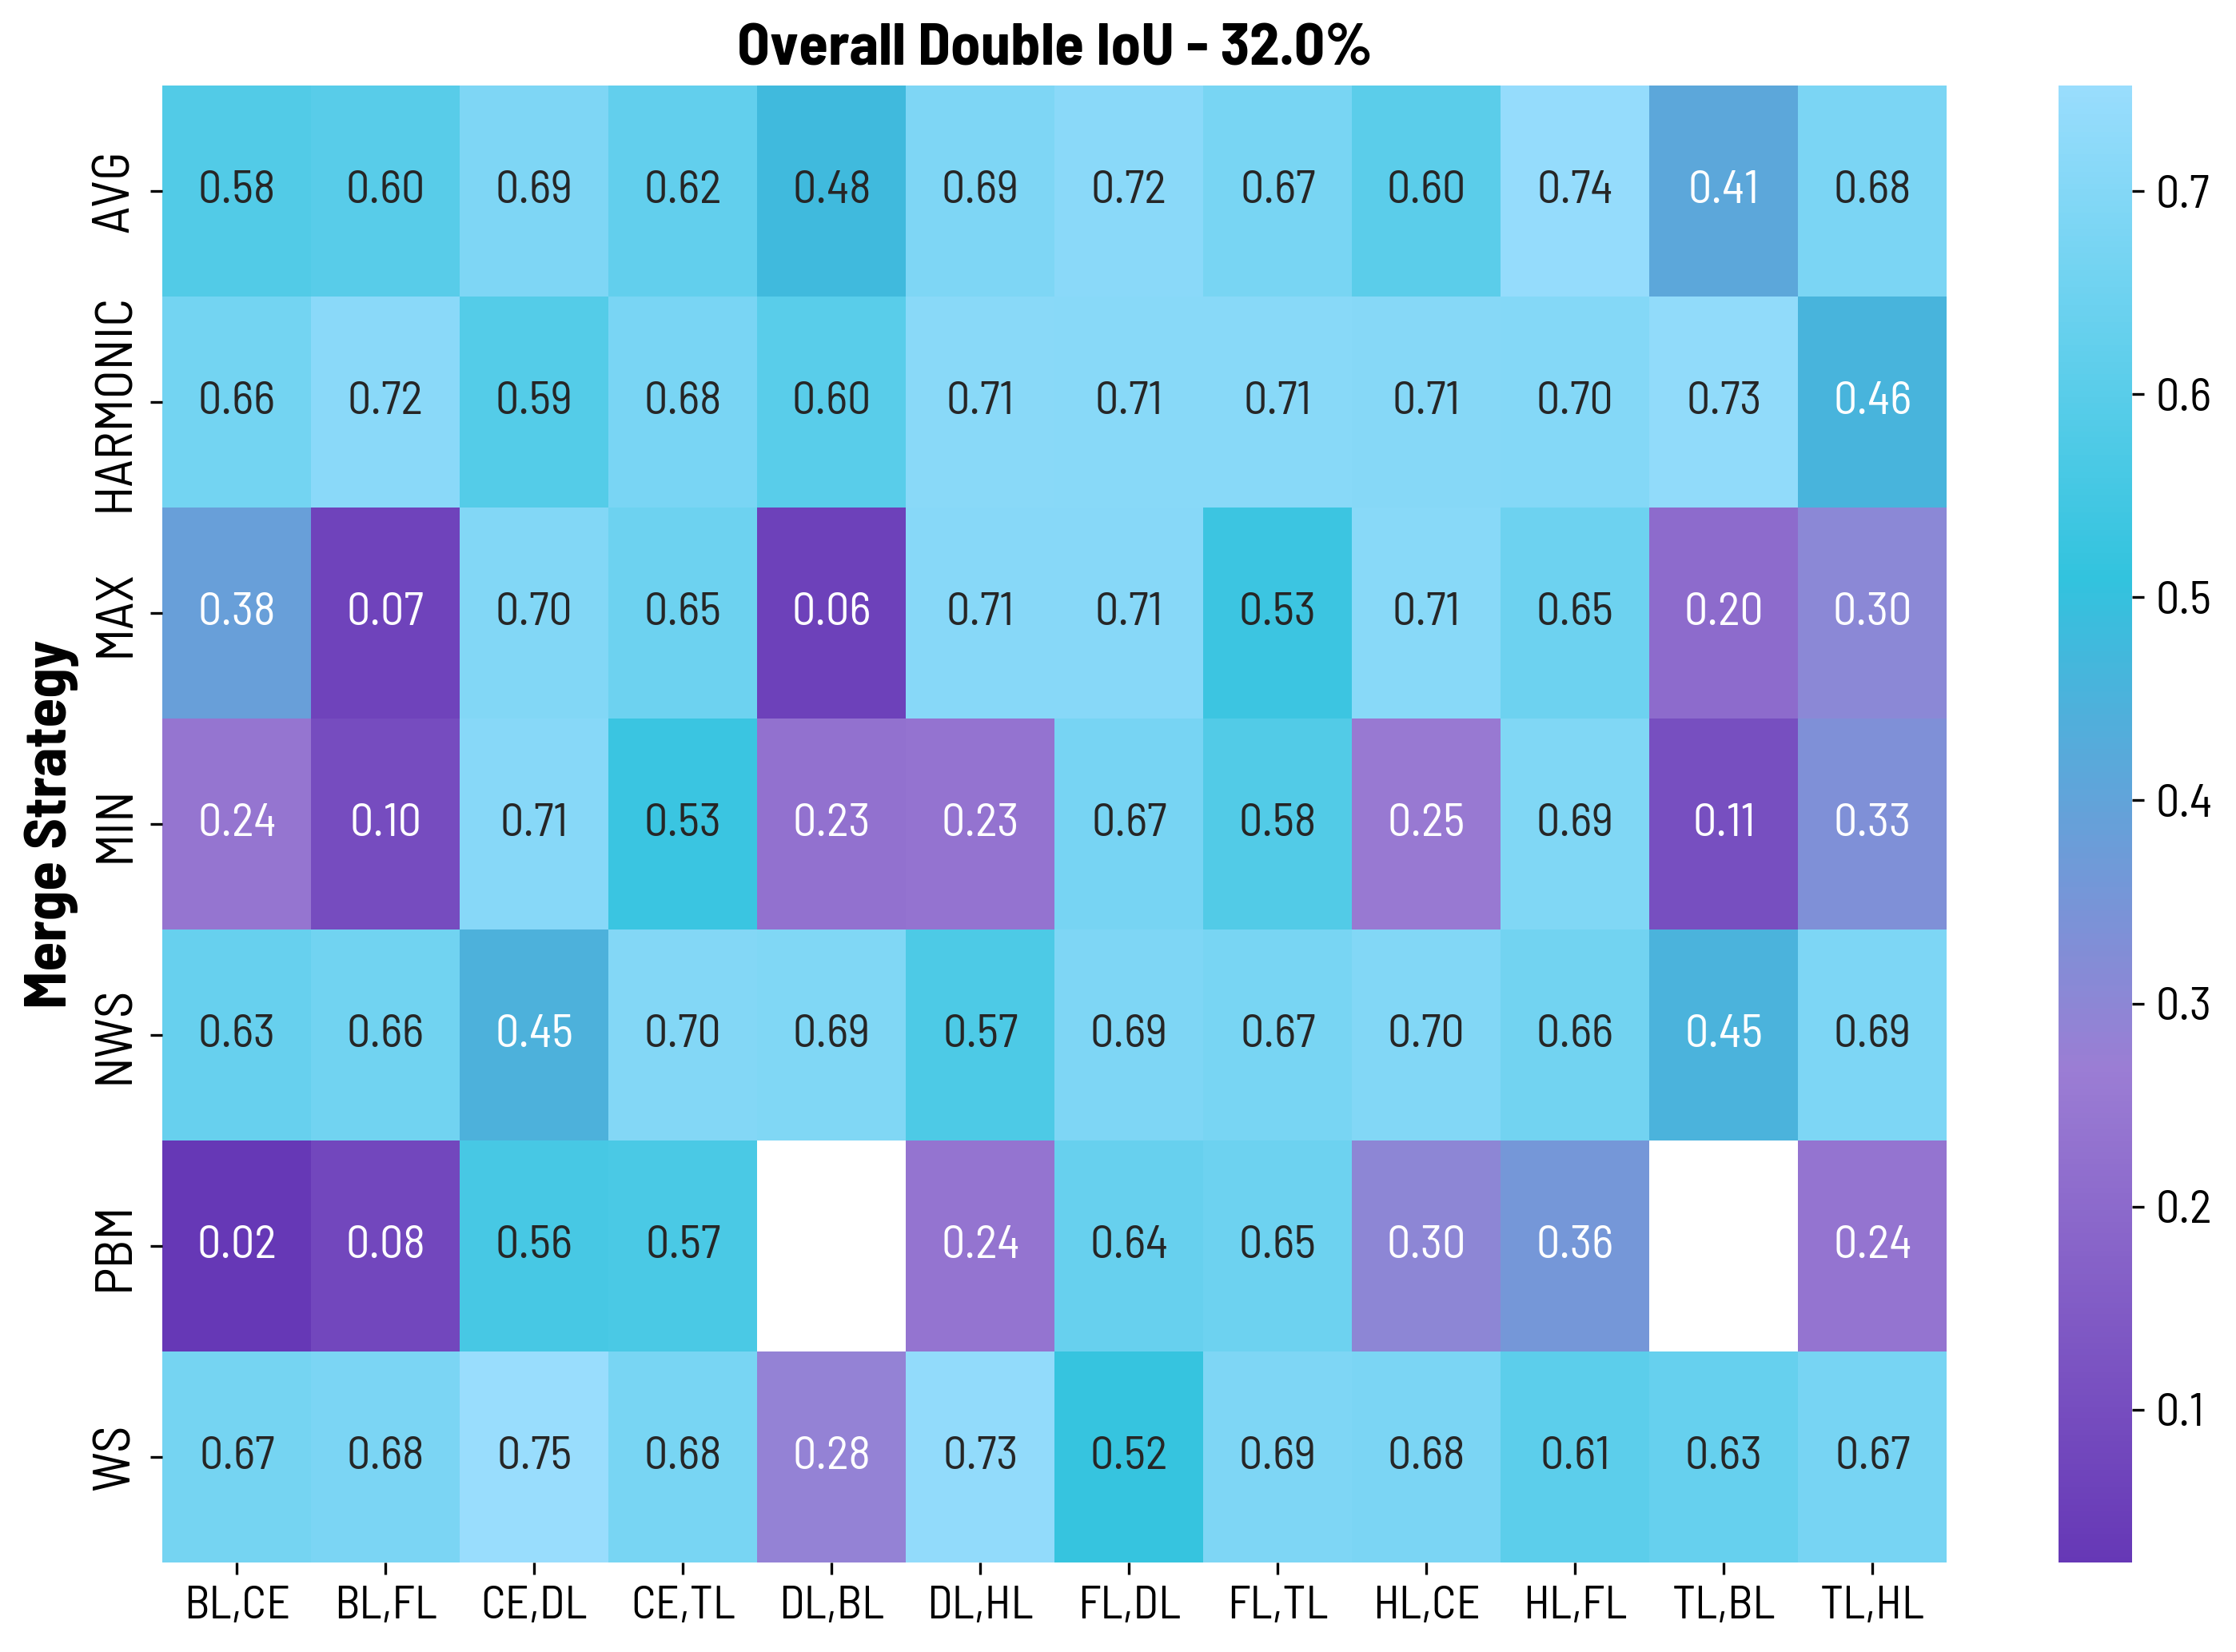 Overall Double IoU - 32.0%
Merge Strategy
AVG 0.58 0.60 0.69 0.62 0.48 0.69 0.72 0.67 0.60 0.74 0.41 0.68
HARMONIC 0.66 0.72 0.59 0.68 0.60 0.71 0.71 0.71 0.71 0.70 0.73 0.46
MAX 0.38 0.07 0.70 0.65 0.06 0.71 0.71 0.53 0.71 0.65 0.20 0.30
MIN 0.24 0.10 0.71 0.53 0.23 0.23 0.67 0.58 0.25 0.69 0.11 0.33
NWS 0.63 0.66 0.45 0.70 0.69 0.57 0.69 0.67 0.70 0.66 0.45 0.69
PBM 0.02 0.08 0.56 0.57 0.24 0.64 0.65 0.30 0.36 0.24
WS 0.67 0.68 0.75 0.68 0.28 0.73 0.52 0.69 0.68 0.61 0.63 0.67
BL,CE BL,FL CE,DL CE,TL DL,BL DL,HL FL,DL FL,TL HL,CE HL,FL TL,BL TL,HL
0.7
0.6
0.5
0.4
0.3
0.2
0.1